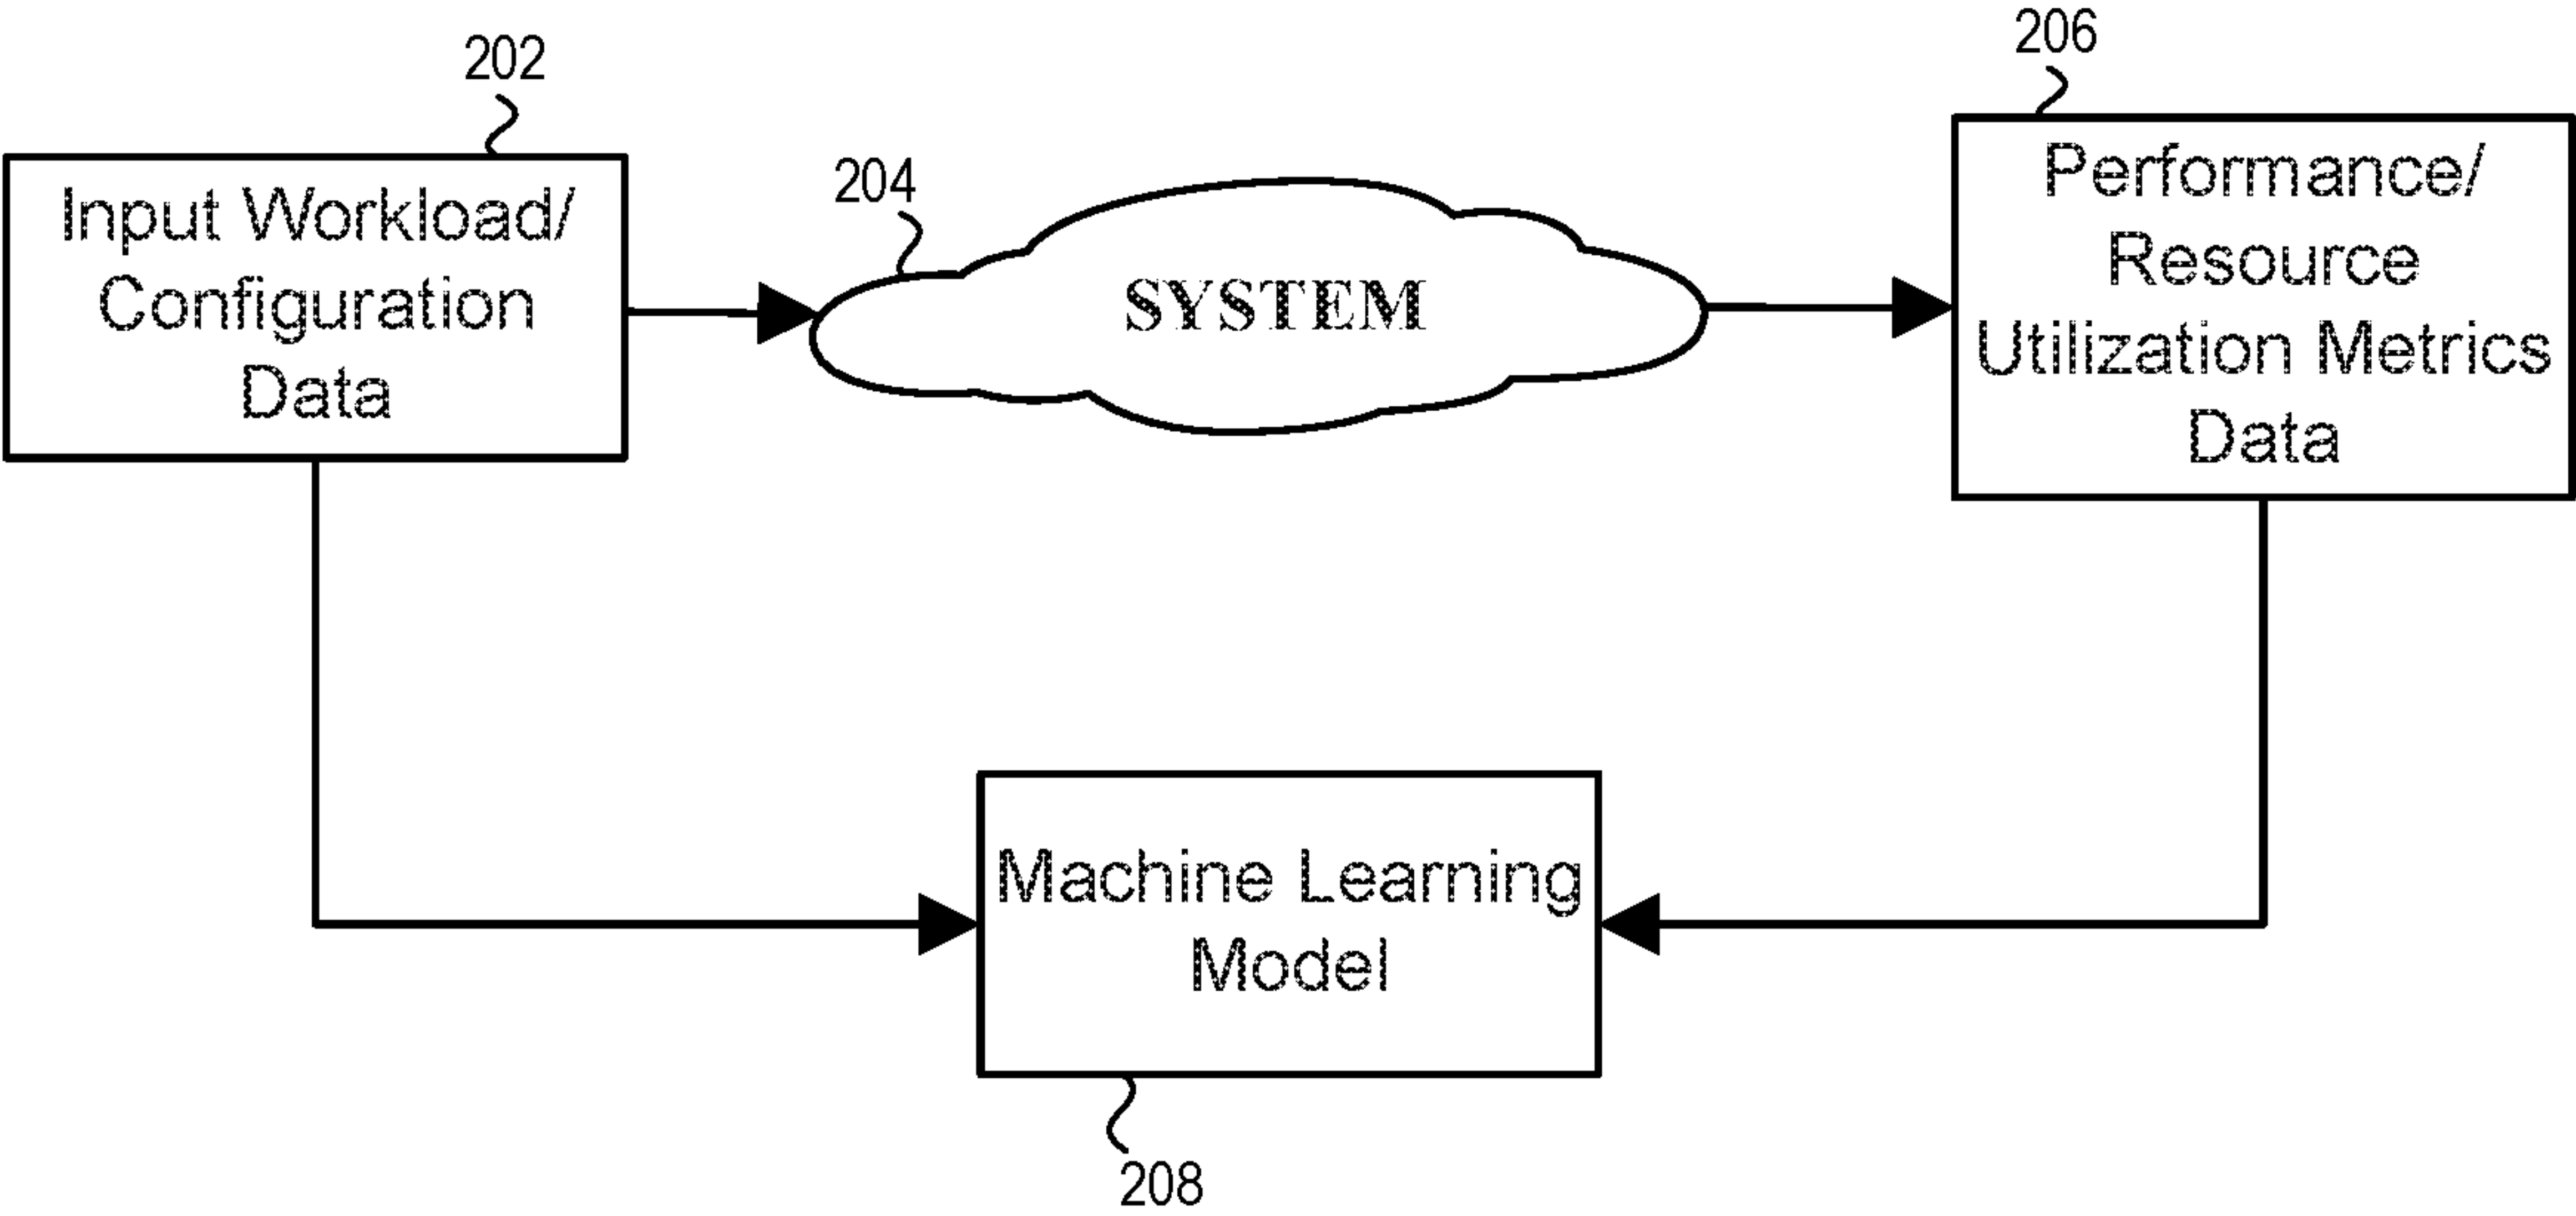 202
Input Workload/
Configuration
Data
204
SYSTEM
206
Performance/
Resource
Utilization Metrics
Data
Machine Learning
Model
208